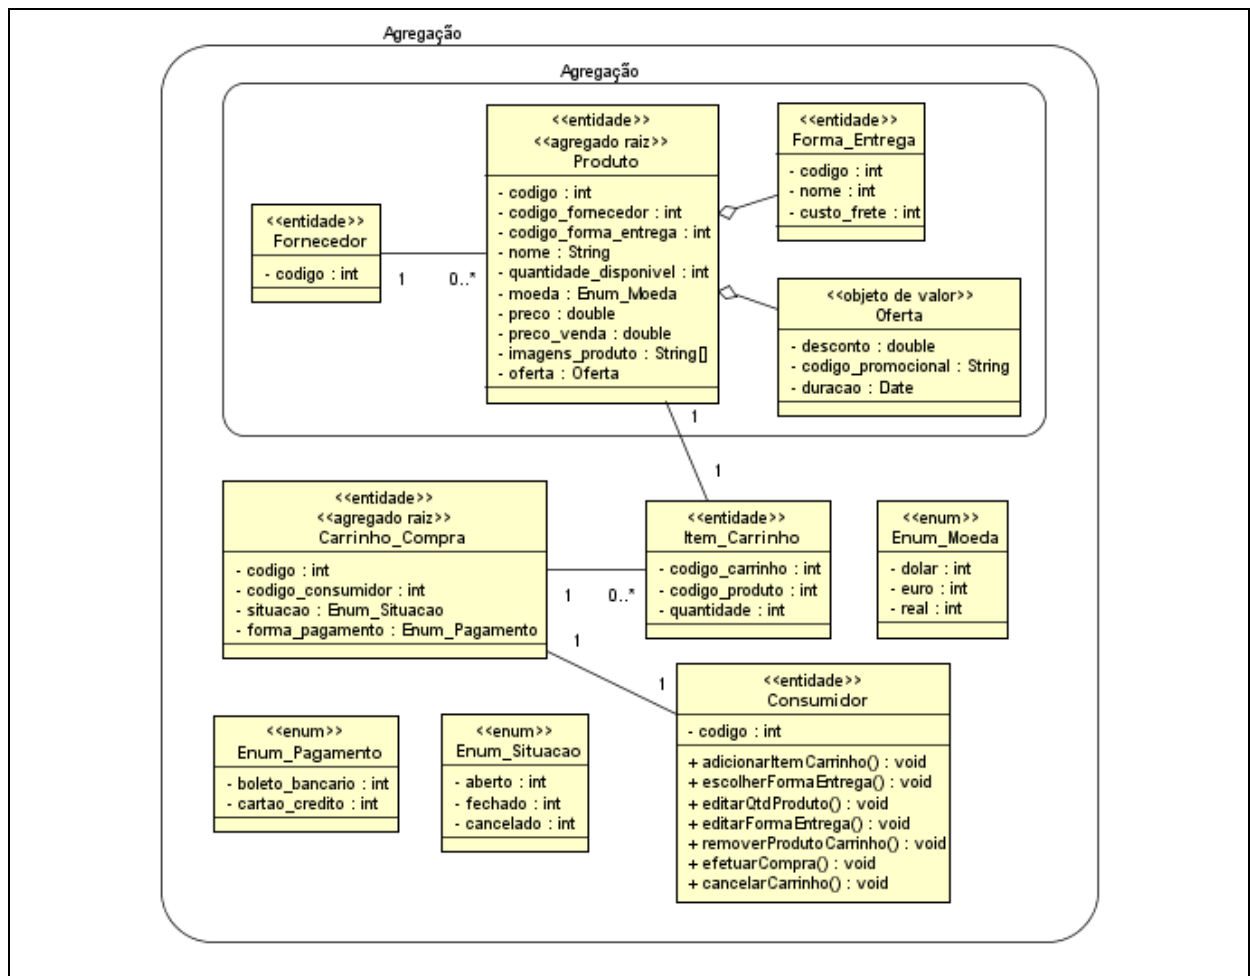 Agregação
Agregação
<<entidade>>
<<agregado raiz>>
Produto
- codigo : int
- codigo_fornecedor : int
- codigo_forma_entrega : int
- nome : String
- quantidade_disponivel : int
- moeda : Enum_Moeda
- preco : double
- preco_venda : double
- imagens_produto : String[]
- oferta : Oferta
<<entidade>>
Forma_Entrega
- codigo : int
- nome : int
- custo_frete : int
<<entidade>>
Fornecedor
- codigo : int
1
0..*
<<objeto de valor>>
Oferta
- desconto : double
- codigo_promocional : String
- duracao : Date
1
1
<<entidade>>
<<agregado raiz>>
Carrinho_Compra
- codigo : int
- codigo_consumidor : int
- situacao : Enum_Situacao
- forma_pagamento : Enum_Pagamento
1
0..*
<<entidade>>
Item_Carrinho
- codigo_carrinho : int
- codigo_produto : int
- quantidade : int
<<enum>>
Enum_Moeda
- dolar : int
- euro : int
- real : int
1
1
<<entidade>>
Consumidor
- codigo : int
+ adicionarItemCarrinho() : void
+ escolherFormaEntrega() : void
+ editarQtdProduto() : void
+ editarFormaEntrega() : void
+ removerProdutoCarrinho() : void
+ efetuarCompra() : void
+ cancelarCarrinho() : void
<<enum>>
Enum_Pagamento
- boleto_bancario : int
- cartao_credito : int
<<enum>>
Enum_Situacao
- aberto : int
- fechado : int
- cancelado : int